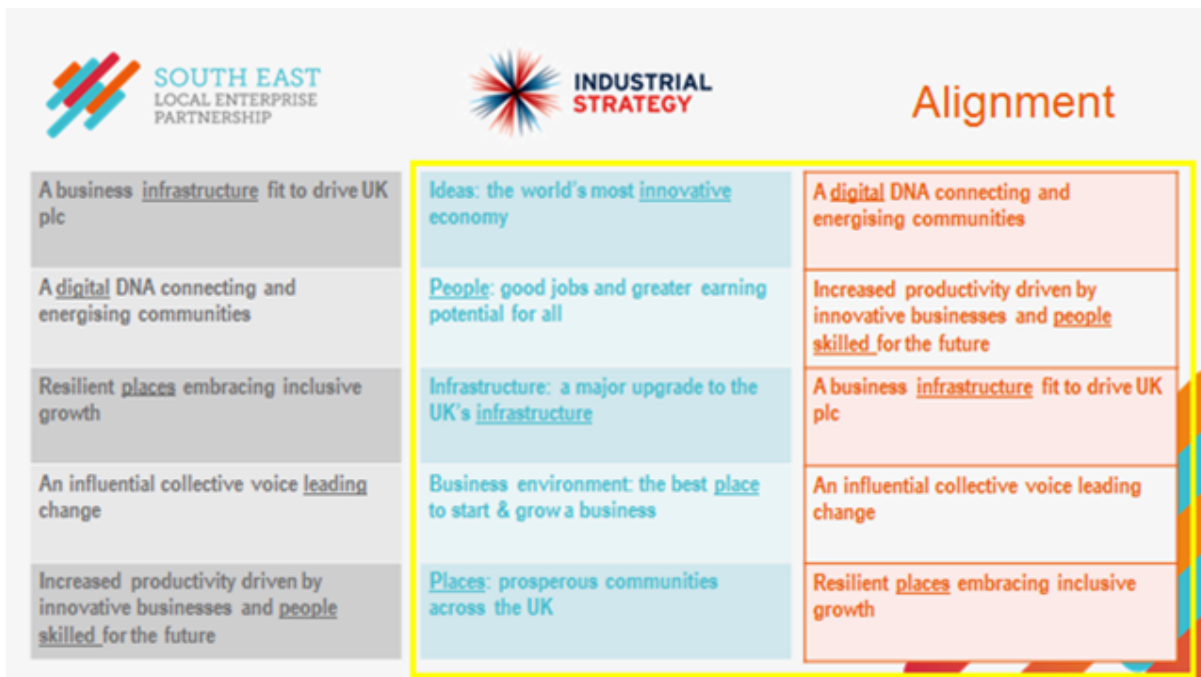 SOUTH EAST
LOCAL ENTERPRISE
PARTNERSHIP
INDUSTRIAL
STRATEGY
Alignment
A business infrastructure fit to drive UK
plc
Ideas: the world's most innovative
economy
A digital DNA connecting and
energising communities
A digital DNA connecting and
energising communities
People: good jobs and greater earning
potential for all
Increased productivity driven by
innovative businesses and people
skilled for the future
Resilient places embracing inclusive
growth
Infrastructure: a major upgrade to the
UK's infrastructure
A business infrastructure fit to drive UK
plc
An influential collective voice leading
change
Business environment: the best place
to start & grow a business
An influential collective voice leading
change
Increased productivity driven by
innovative businesses and people
skilled for the future
Places: prosperous communities
across the UK
Resilient places embracing inclusive
growth